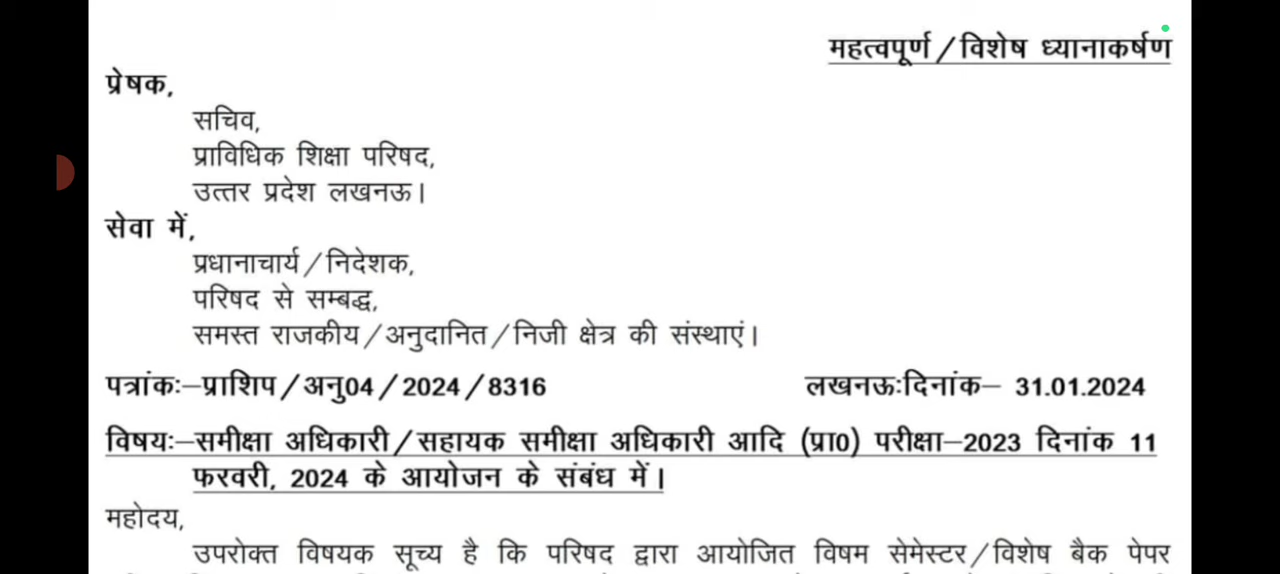 महत्वपूर्ण/विशेष ध्यानाकर्षण
प्रेषक,
सचिव,
प्राविधिक शिक्षा परिषद,
उत्तर प्रदेश लखनऊ।
सेवा में,
प्रधानाचार्य/निदेशक,
परिषद से सम्बद्ध,
समस्त राजकीय/अनुदानित/निजी क्षेत्र की संस्थाएं।
पत्रांकः–प्राशिप/अनु04/2024/8316 लखनऊःदिनांक– 31.01.2024
विषयः–समीक्षा अधिकारी/सहायक समीक्षा अधिकारी आदि (प्रा0) परीक्षा–2023 दिनांक 11
फरवरी, 2024 के आयोजन के संबंध में।
महोदय,
उपरोक्त विषयक सूच्य है कि परिषद द्वारा आयोजित विषम सेमेस्टर/विशेष बैक पेपर